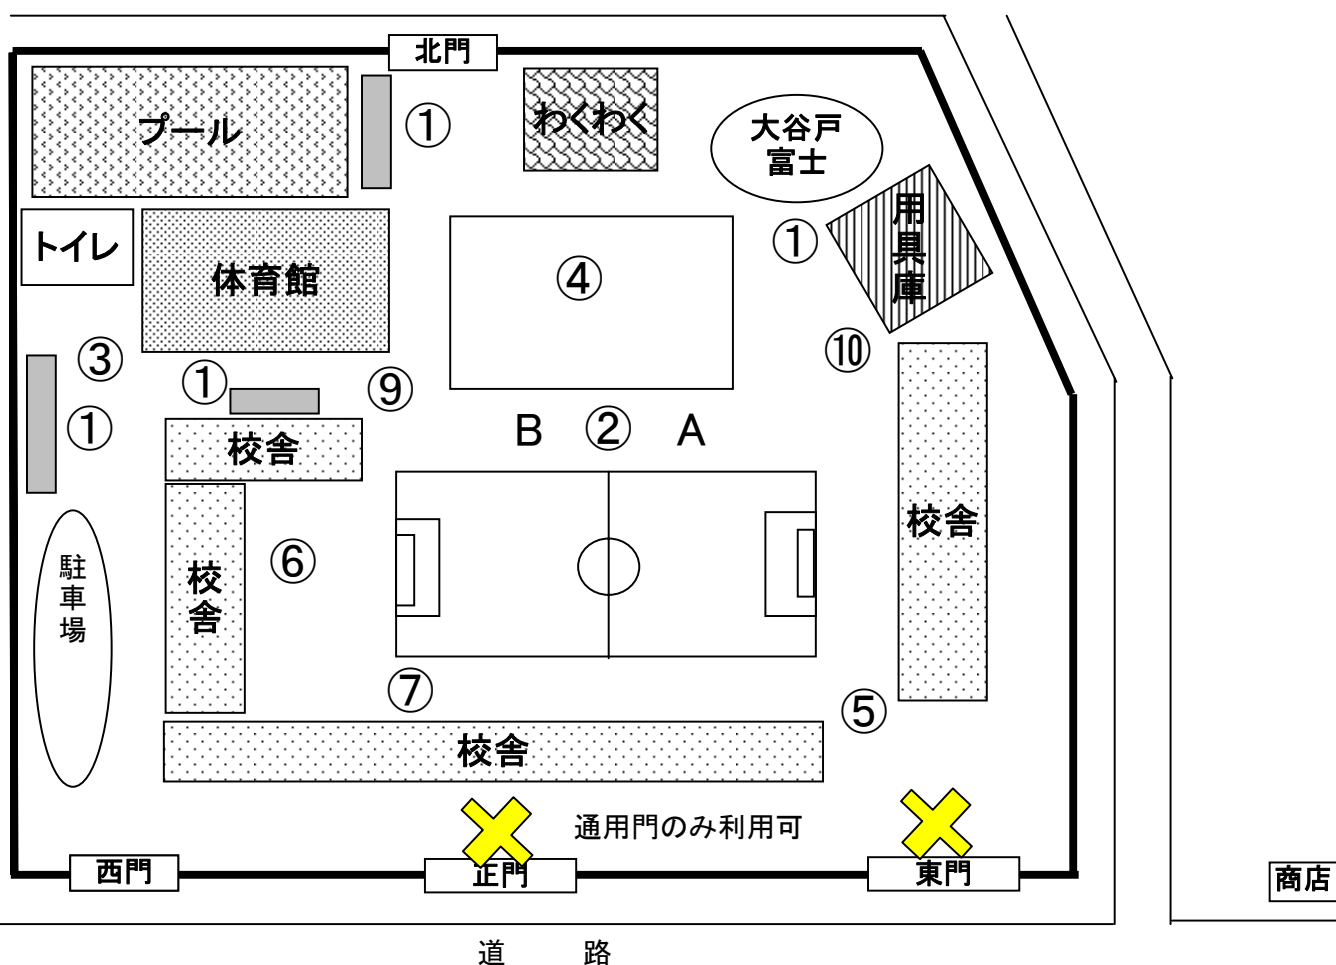 北門
プール
①
わくわく
大谷戸
富士
用具庫
トイレ
体育館
④
①
③
①
⑨
⑩
①
校舎
B
②
A
校舎
駐車場
校舎
⑥
⑦
⑤
校舎
通用門のみ利用可
西門
正門
東門
商店
道 路